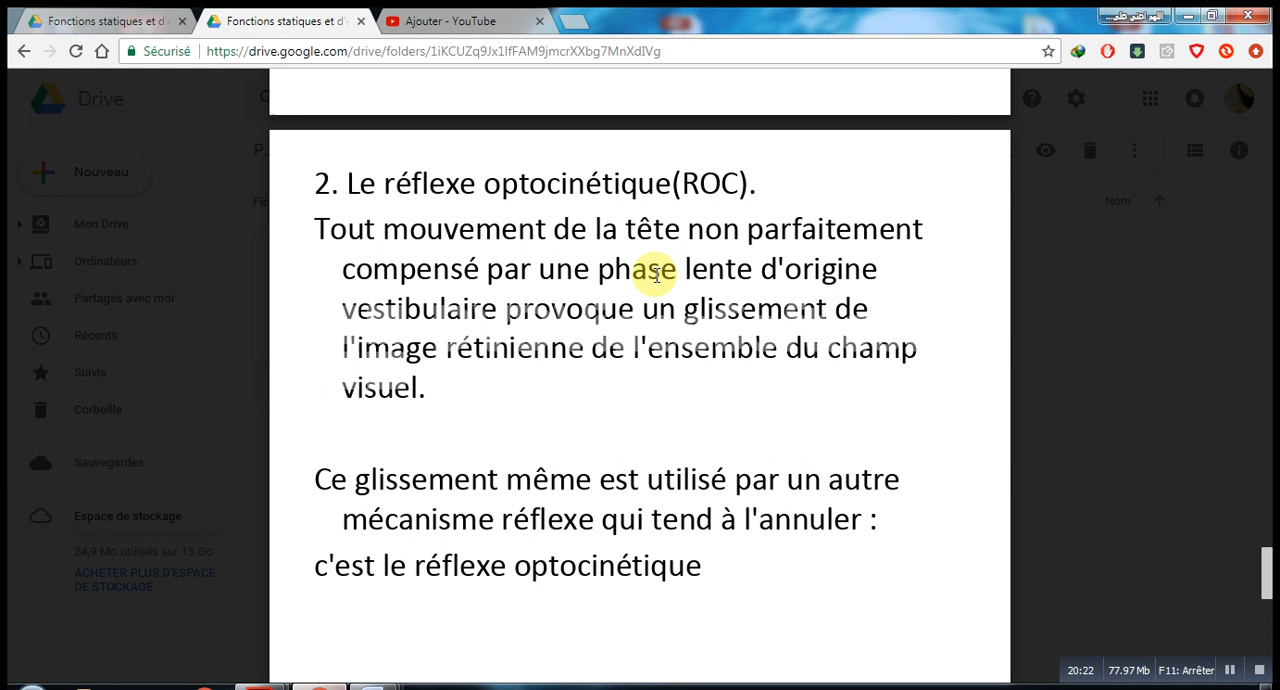 Fonctions statiques et d'
Fonctions statiques et d'
Ajouter - YouTube
Sécurisé
https://drive.google.com/drive/folders/1iKCUZq9Jx1lfFAM9jmcrXXbg7MnXdIVg
Drive
Nouveau
Nom
Mon Drive
Ordinateurs
Partagés avec moi
Récents
Suivis
Corbeille
Sauvegardes
Espace de stockage
24,9 Mo utilisés sur 15 Go
ACHETER PLUS D'ESPACE
DE STOCKAGE
2. Le réflexe optocinétique(ROC).
Tout mouvement de la tête non parfaitement
compensé par une phase lente d'origine
vestibulaire provoque un glissement de
l'image rétinienne de l'ensemble du champ
visuel.
Ce glissement même est utilisé par un autre
mécanisme réflexe qui tend à l'annuler :
c'est le réflexe optocinétique
20:22
77.97 Mb
F11: Arrêter